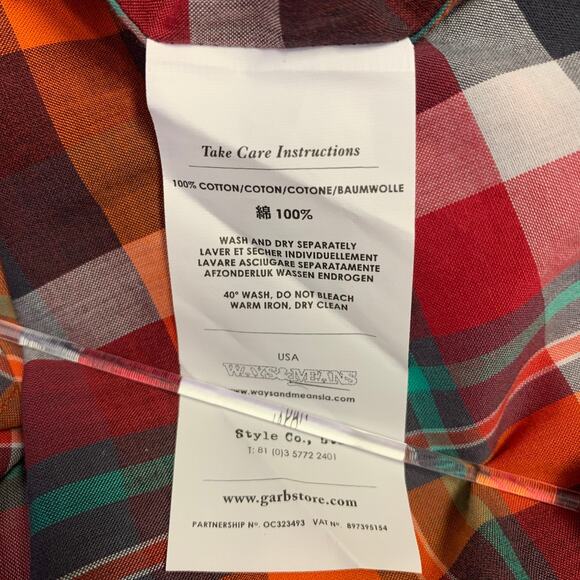 Take Care Instructions
100% COTTON/COTON/COTONE/BAUMWOLLE
綿 100%
WASH AND DRY SEPARATELY
LAVER ET SECHER INDIVIDUELLEMENT
LAVARE ASCIUGARE SEPARATAMENTE
AFZONDERLUK WASSEN ENDROGEN
40° WASH, DO NOT BLEACH
WARM IRON, DRY CLEAN
USA
WAYS&MEANS
www.waysandmeansla.com
Style Co.,
T: 81 (0)3 5772 2401
www.garbstore.com
PARTNERSHIP Nº. OC323493 VAT Nº. 897395154